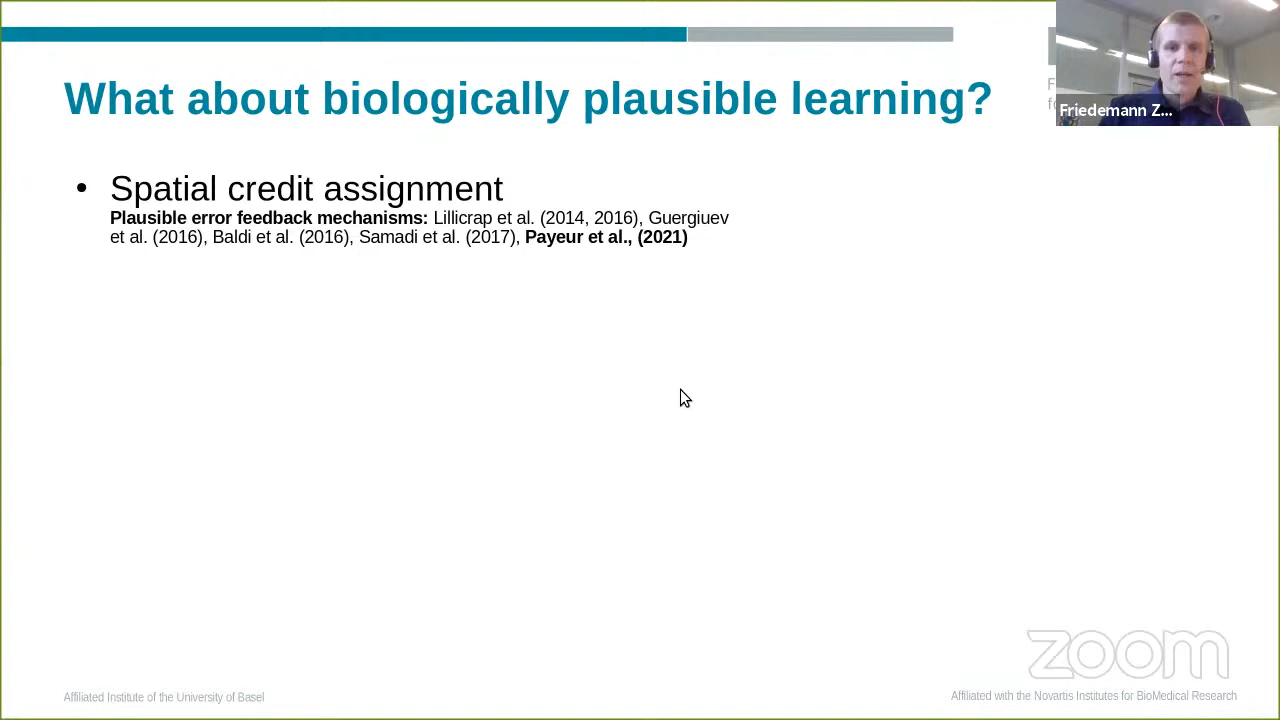 What about biologically plausible learning?
Friedemann Z...
• Spatial credit assignment
Plausible error feedback mechanisms: Lillicrap et al. (2014, 2016), Guergiuev
et al. (2016), Baldi et al. (2016), Samadi et al. (2017), Payeur et al., (2021)
zoom
Affiliated Institute of the University of Basel
Affiliated with the Novartis Institutes for BioMedical Research